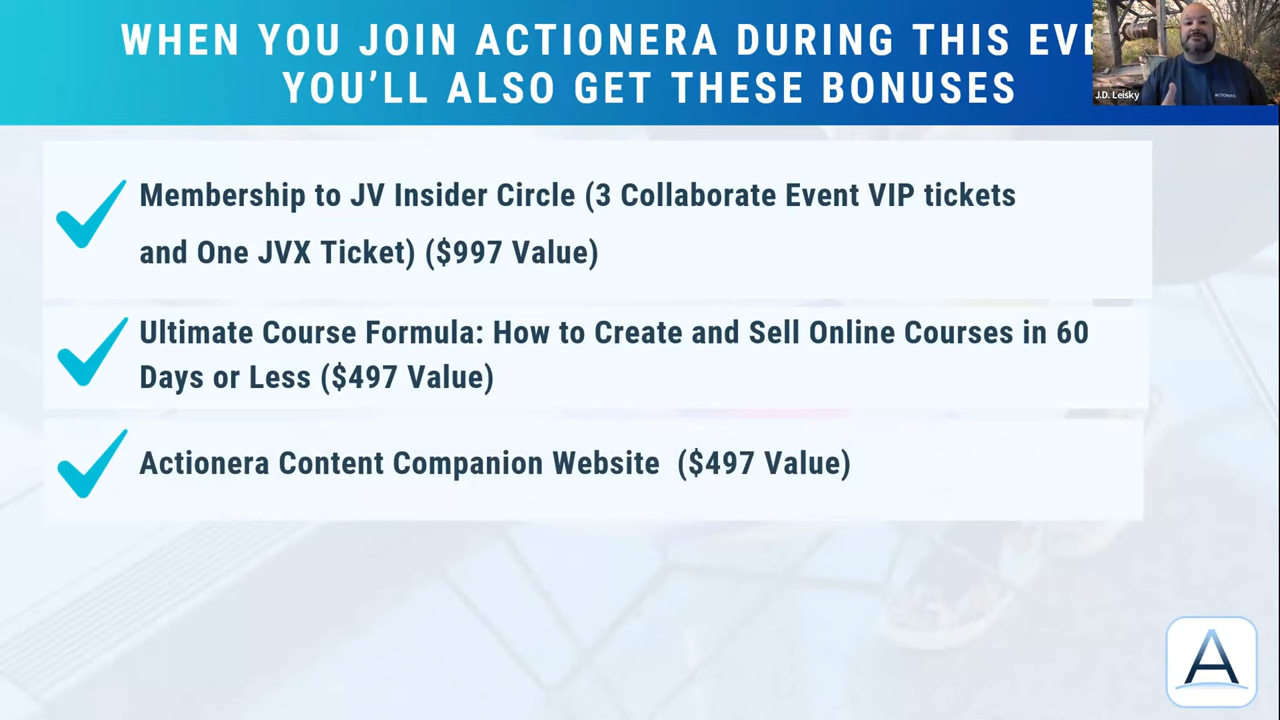 WHEN YOU JOIN ACTIONERA DURING THIS EVE
YOU’LL ALSO GET THESE BONUSES
J.D. Leisky
ACTIONERA
Membership to JV Insider Circle (3 Collaborate Event VIP tickets
and One JVX Ticket) ($997 Value)
Ultimate Course Formula: How to Create and Sell Online Courses in 60
Days or Less ($497 Value)
Actionera Content Companion Website ($497 Value)
A